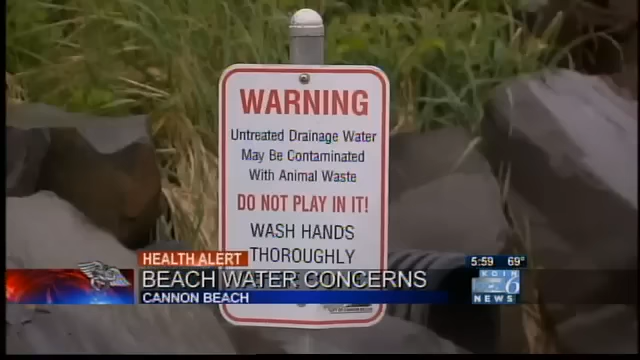 WARNING
Untreated Drainage Water
May Be Contaminated
With Animal Waste
DO NOT PLAY IN IT!
WASH HANDS
THOROUGHLY
HEALTH ALERT
BEACH WATER CONCERNS
CANNON BEACH
5:59 69°
KOIN
6
NEWS